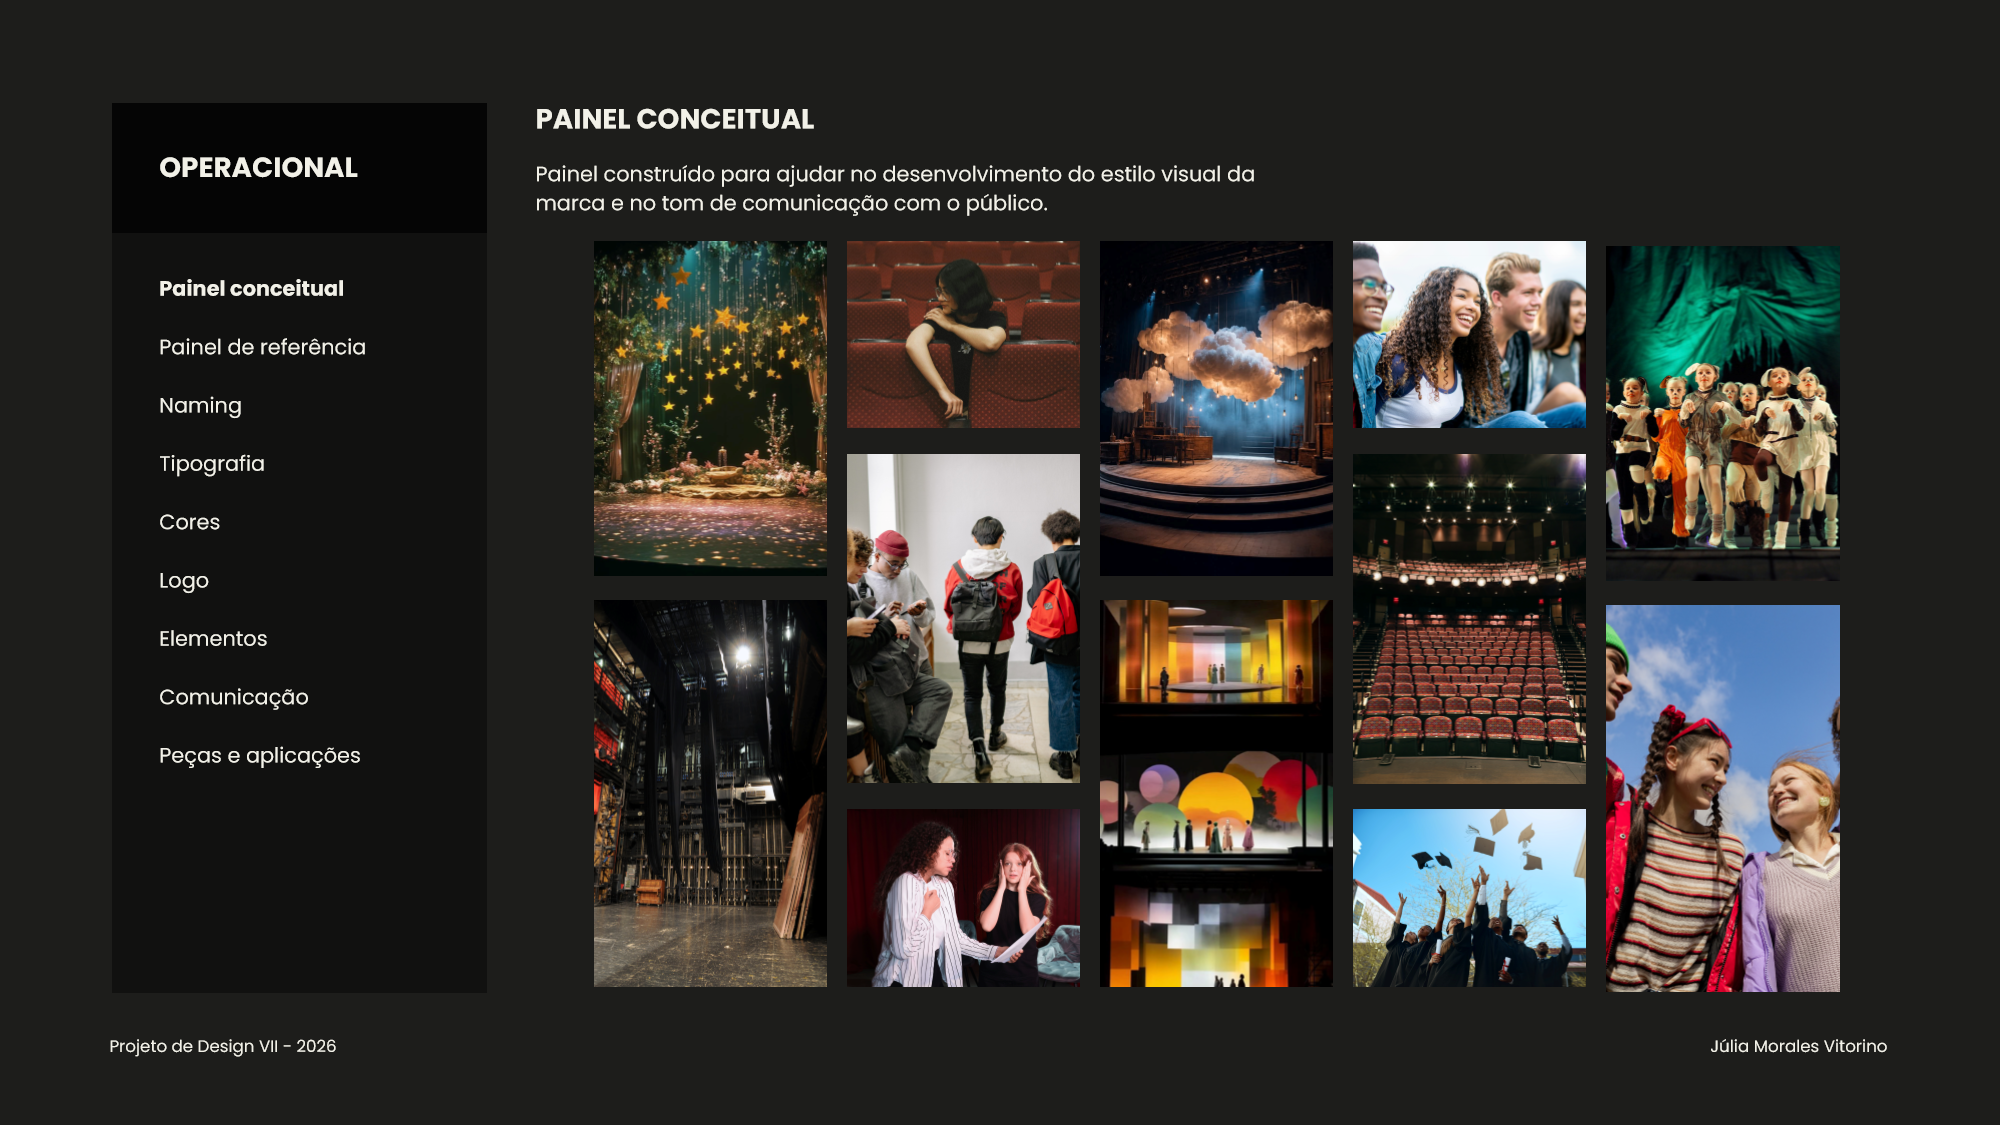 OPERACIONAL
Painel conceitual
Painel de referência
Naming
Tipografia
Cores
Logo
Elementos
Comunicação
Peças e aplicações
PAINEL CONCEITUAL
Painel construído para ajudar no desenvolvimento do estilo visual da
marca e no tom de comunicação com o público.
Projeto de Design VII - 2026
Júlia Morales Vitorino